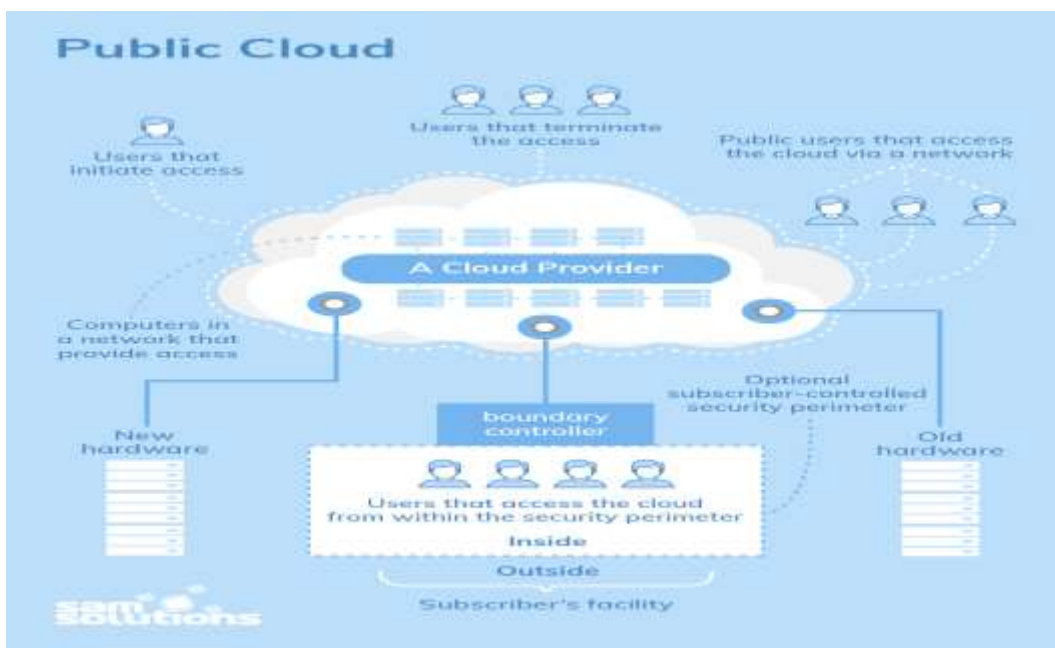 Public Cloud
Users that
initiate access
Users that terminate
the access
Public users that access
the cloud via a network
A Cloud Provider
Computers in
a network that
provide access
Optional
subscriber-controlled
security perimeter
New
hardware
boundary
controller
Old
hardware
Users that access the cloud
from within the security perimeter
Inside
Outside
Subscriber's facility
sam
solutions